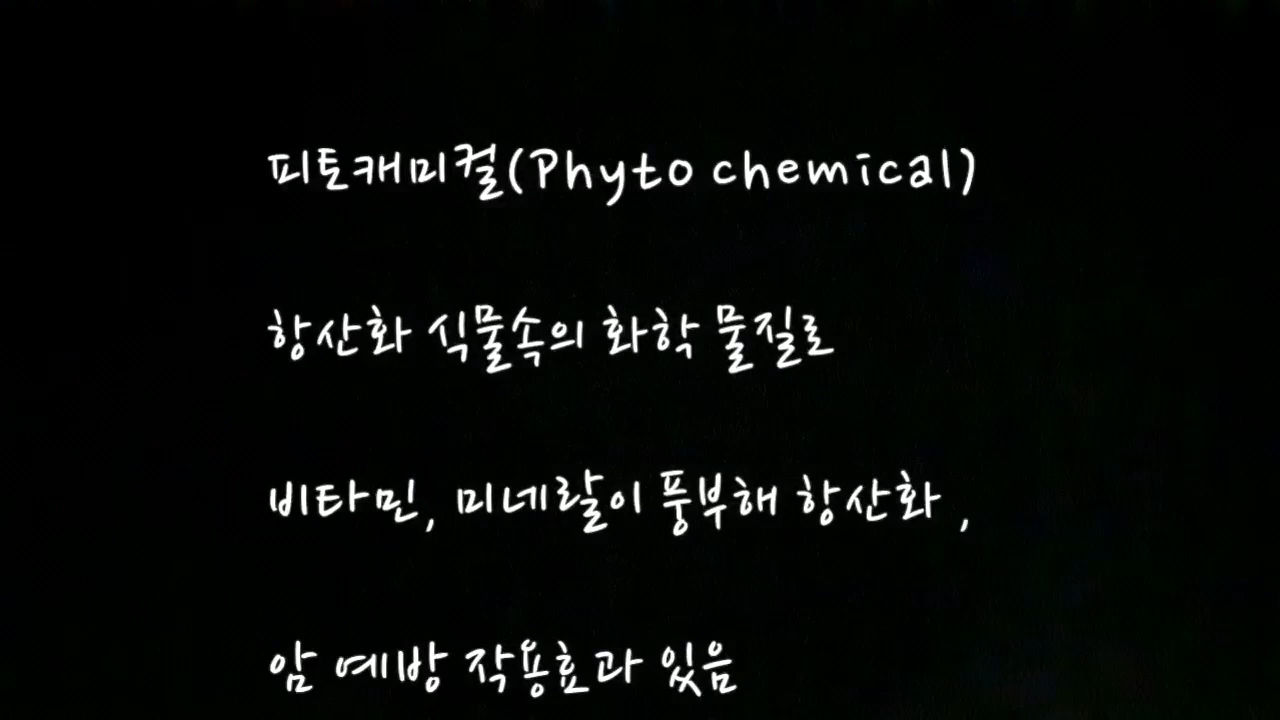 피토캐미컬(Phyto chemical)
항산화 식물속의 화학 물질로
비타민, 미네랄이 풍부해 항산화 ,
암 예방 작용효과 있음